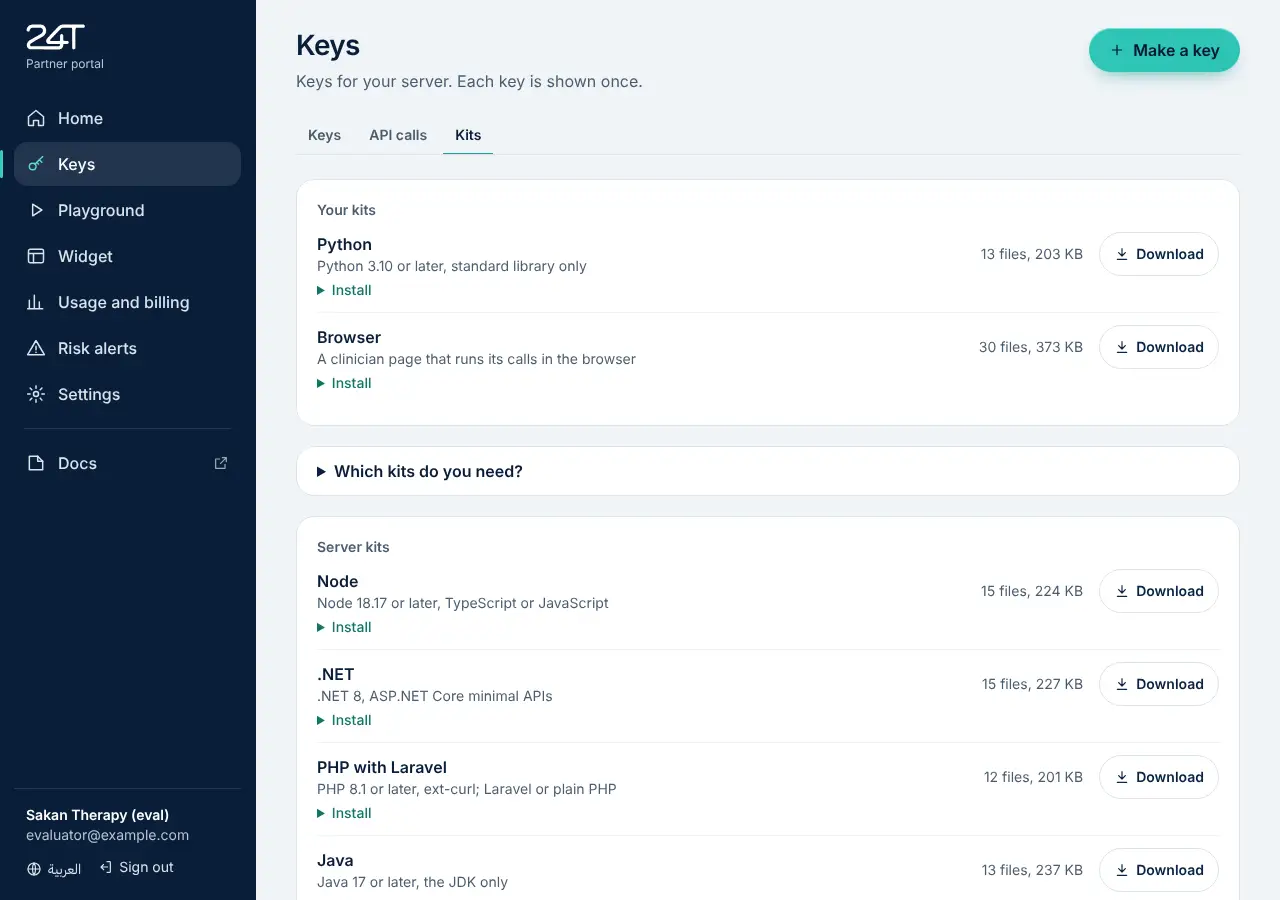 24T
Partner portal
Home
Keys
Playground
Widget
Usage and billing
Risk alerts
Settings
Docs
Sakan Therapy (eval)
evaluator@example.com
العربية
Sign out
Keys
Keys for your server. Each key is shown once.
Make a key
Keys
API calls
Kits
Your kits
Python
Python 3.10 or later, standard library only
Install
13 files, 203 KB
Download
Browser
A clinician page that runs its calls in the browser
Install
30 files, 373 KB
Download
Which kits do you need?
Server kits
Node
Node 18.17 or later, TypeScript or JavaScript
Install
15 files, 224 KB
Download
.NET
.NET 8, ASP.NET Core minimal APIs
Install
15 files, 227 KB
Download
PHP with Laravel
PHP 8.1 or later, ext-curl; Laravel or plain PHP
Install
12 files, 201 KB
Download
Java
Java 17 or later, the JDK only
13 files, 237 KB
Download